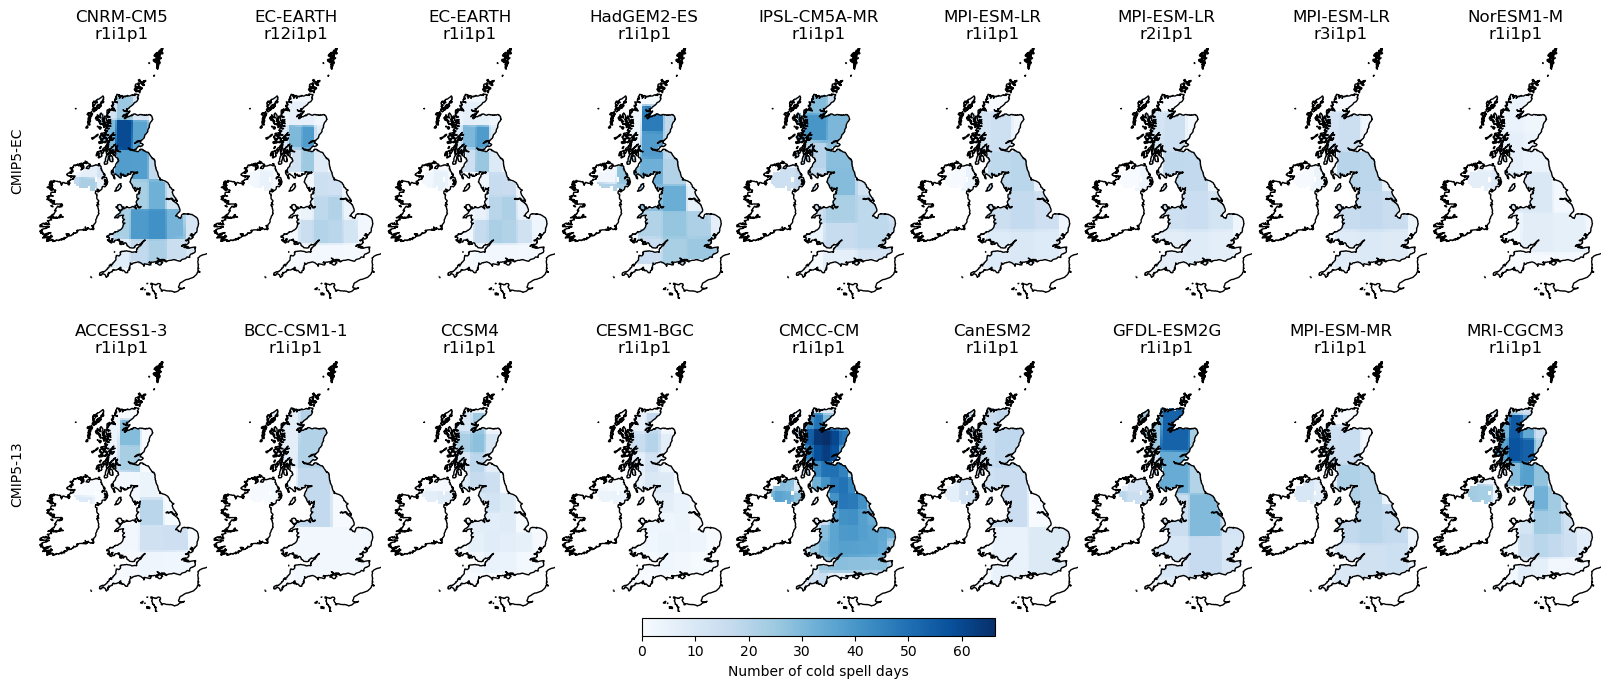 CNRM-CM5
r1i1p1
EC-EARTH
r12i1p1
EC-EARTH
r1i1p1
HadGEM2-ES
r1i1p1
IPSL-CM5A-MR
r1i1p1
MPI-ESM-LR
r1i1p1
MPI-ESM-LR
r2i1p1
MPI-ESM-LR
r3i1p1
NorESM1-M
r1i1p1
CMIP5-EC
ACCESS1-3
r1i1p1
BCC-CSM1-1
r1i1p1
CCSM4
r1i1p1
CESM1-BGC
r1i1p1
CMCC-CM
r1i1p1
CanESM2
r1i1p1
GFDL-ESM2G
r1i1p1
MPI-ESM-MR
r1i1p1
MRI-CGCM3
r1i1p1
CMIP5-13
0 10 20 30 40 50 60
Number of cold spell days